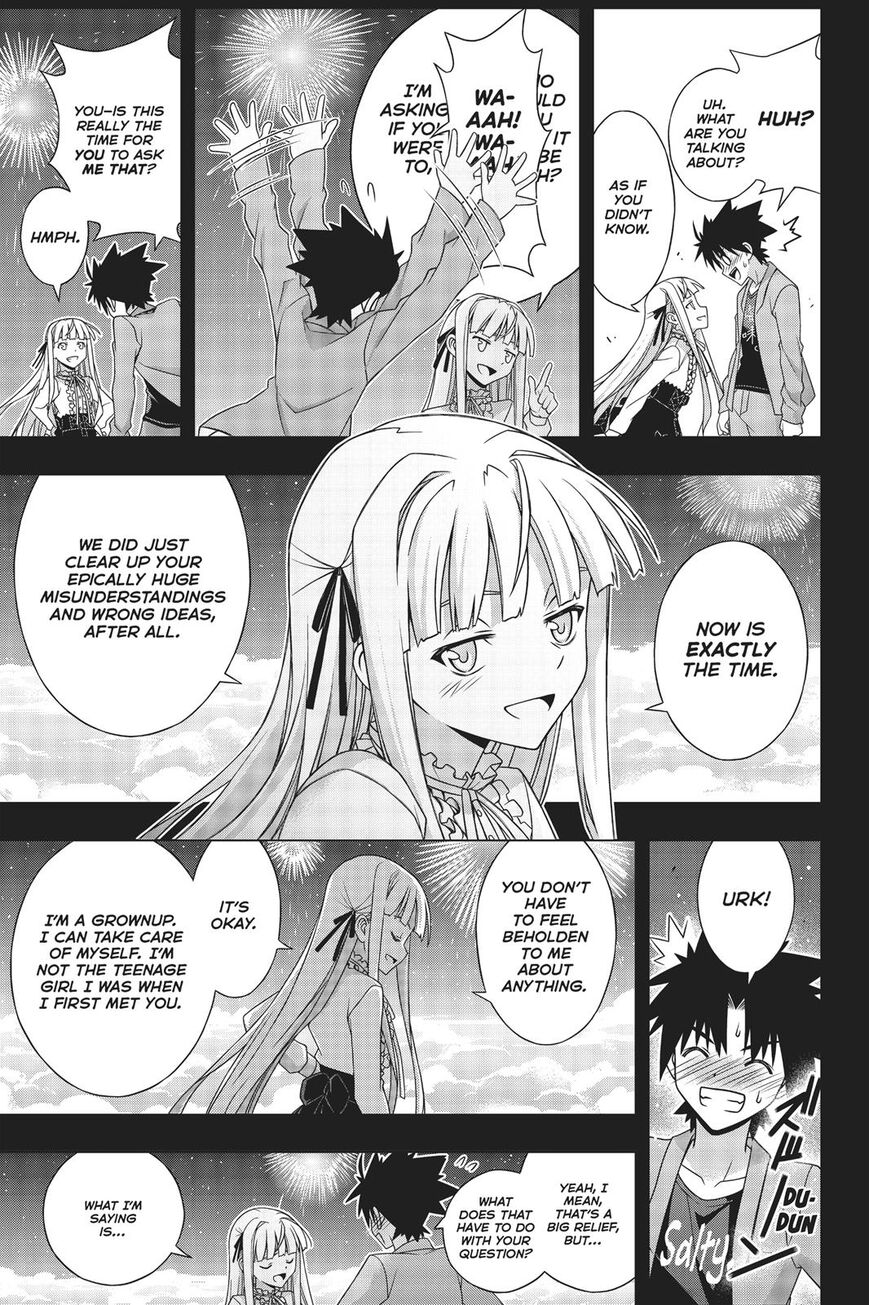 HUH?
UH.
WHAT
ARE YOU
TALKING
ABOUT?
AS IF
YOU
DIDN'T
KNOW.
I'M
ASKING
IF YOU
WERE
TO,
WA-
AAH!
WA-
IT
BE
YOU-IS THIS
REALLY THE
TIME FOR
YOU TO ASK
ME THAT?
HMPH.
NOW IS
EXACTLY
THE TIME.
WE DID JUST
CLEAR UP YOUR
EPICALLY HUGE
MISUNDERSTANDINGS
AND WRONG IDEAS,
AFTER ALL.
URK!
ズズ
DU-
DUN
Salty
YOU DON'T
HAVE
TO FEEL
BEHOLDEN
TO ME
ABOUT
ANYTHING.
IT'S
OKAY.
I'M A GROWNUP.
I CAN TAKE CARE
OF MYSELF. I'M
NOT THE TEENAGE
GIRL I WAS WHEN
I FIRST MET YOU.
YEAH, I
MEAN,
THAT'S A
BIG RELIEF,
BUT...
WHAT
DOES THAT
HAVE TO DO
WITH YOUR
QUESTION?
WHAT I'M
SAYING
IS...